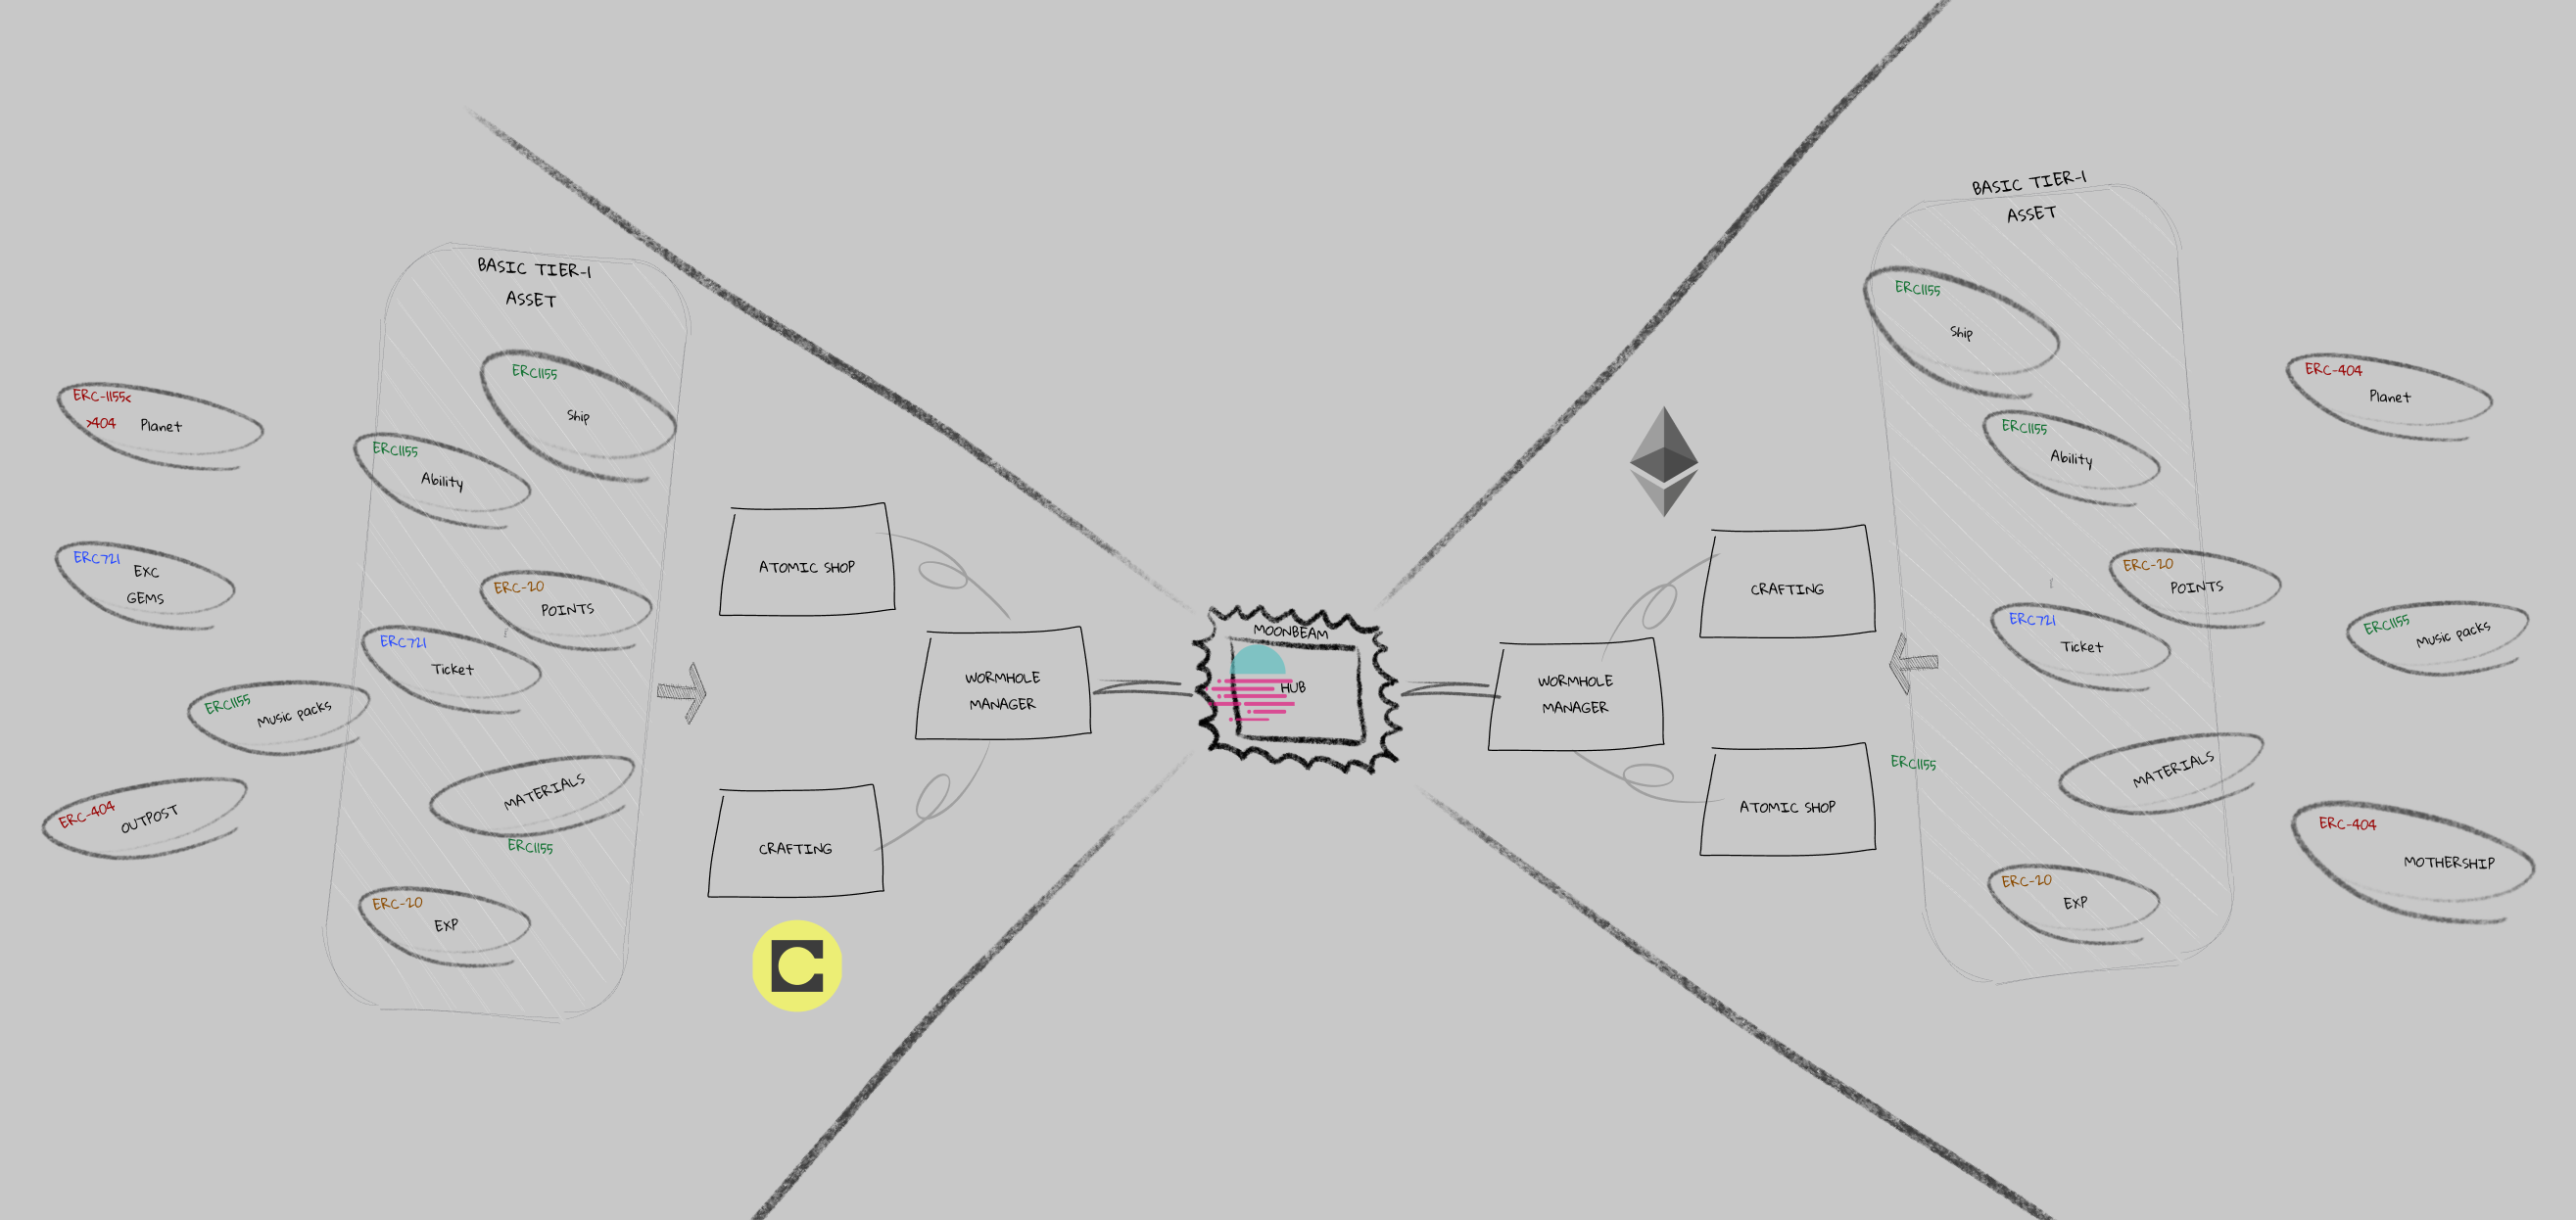 BASIC TIER-1
ASSET
ERC1155
Ship
ERC-1155<
>404 Planet
ERC1155
Ability
ERC721
EXC
GEMS
ERC-20
POINTS
ERC721
Ticket
ERC1155
Music packs
ERC-404
OUTPOST
MATERIALS
ERC1155
ERC-20
EXP
ATOMIC SHOP
WORMHOLE
MANAGER
CRAFTING
MOONBEAM
HUB
WORMHOLE
MANAGER
CRAFTING
ATOMIC SHOP
BASIC TIER-1
ASSET
ERC1155
Ship
ERC1155
Ability
ERC-20
POINTS
ERC721
Ticket
ERC1155
MATERIALS
ERC-20
EXP
ERC-404
Planet
ERC1155
Music packs
ERC-404
MOTHERSHIP